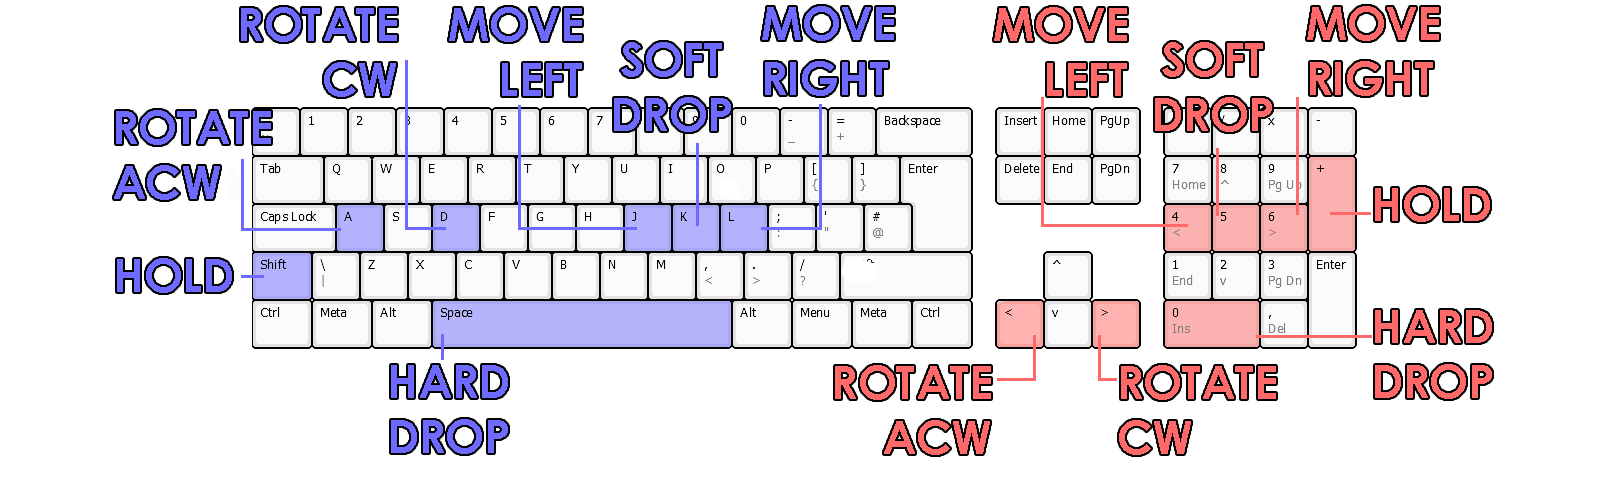 ROTATE CW
MOVE LEFT
SOFT DROP
MOVE RIGHT
MOVE LEFT
SOFT DROP
MOVE RIGHT
ROTATE ACW
1 2 3 4 5 6 7 9 0 - _ = + Backspace
Insert Home PgUp
/ x -
Tab Q W E R T Y U I O P [ { ] } Enter
Delete End PgDn
7 Home 8 ^ 9 Pg Up +
Caps Lock A S D F G H J K L ; : ' " # @
4 < 5 6 >
HOLD
HOLD
Shift \ | Z X C V B N M , < . > / ?
^
1 End 2 v 3 Pg Dn Enter
Ctrl Meta Alt Space Alt Menu Meta Ctrl
< v >
0 Ins , Del
HARD DROP
HARD DROP
ROTATE ACW
ROTATE CW